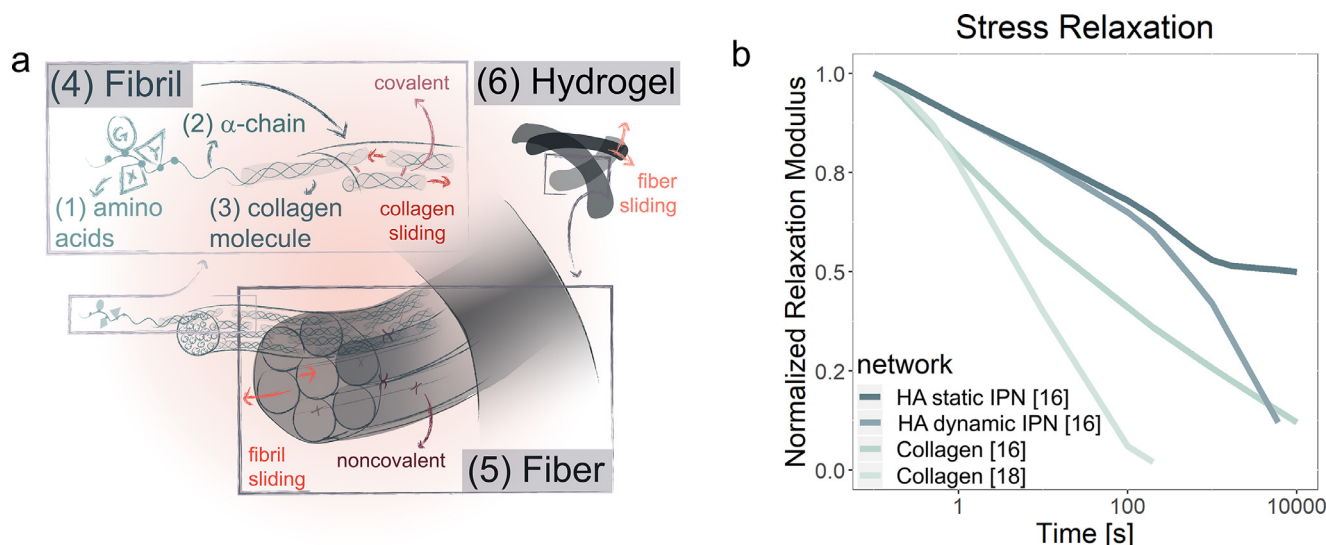 a
(4) Fibril
covalent
(6) Hydrogel
(2) α-chain
G
X
Y
(1) amino
acids
(3) collagen
molecule
collagen
sliding
fiber
sliding
fibril
sliding
noncovalent
(5) Fiber
b
Stress Relaxation
Normalized Relaxation Modulus
1.0
0.8
0.5
0.2
0.0
network
HA static IPN [16]
HA dynamic IPN [16]
Collagen [16]
Collagen [18]
1
100
10000
Time [s]